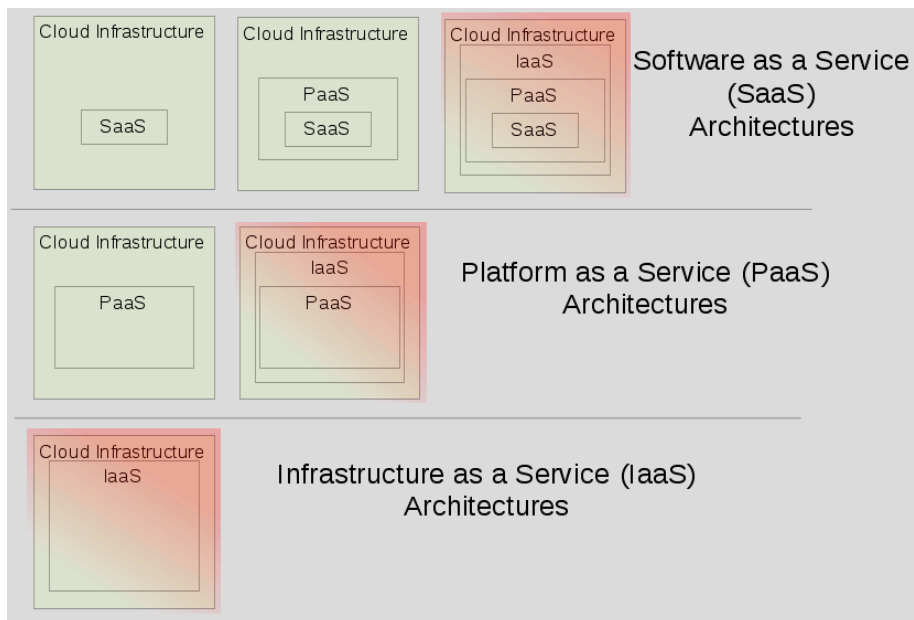 Cloud Infrastructure
SaaS
Cloud Infrastructure
PaaS
SaaS
Cloud Infrastructure
IaaS
PaaS
SaaS
Software as a Service
(SaaS)
Architectures
Cloud Infrastructure
PaaS
Cloud Infrastructure
IaaS
PaaS
Platform as a Service (PaaS)
Architectures
Cloud Infrastructure
IaaS
Infrastructure as a Service (IaaS)
Architectures